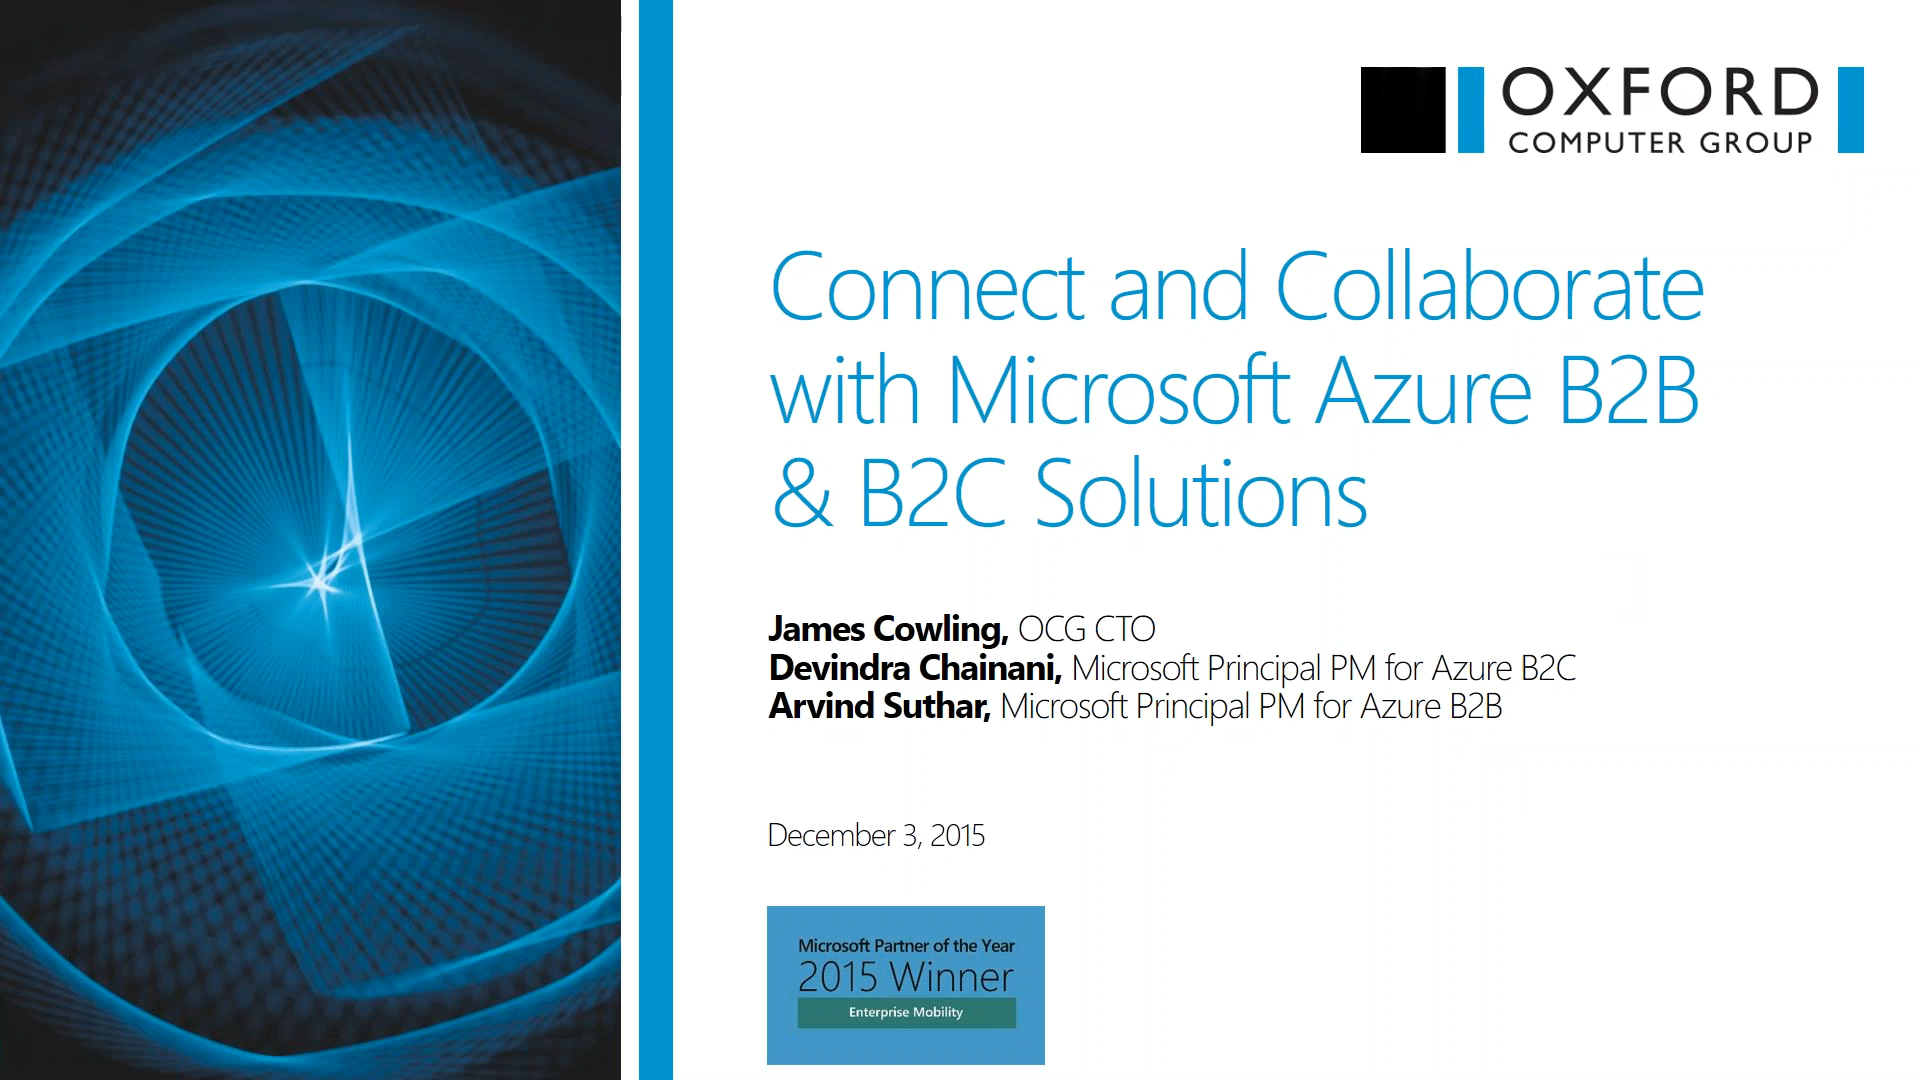 OXFORD
COMPUTER GROUP
Connect and Collaborate
with Microsoft Azure B2B
& B2C Solutions
James Cowling, OCG CTO
Devindra Chainani, Microsoft Principal PM for Azure B2C
Arvind Suthar, Microsoft Principal PM for Azure B2B
December 3, 2015
Microsoft Partner of the Year
2015 Winner
Enterprise Mobility